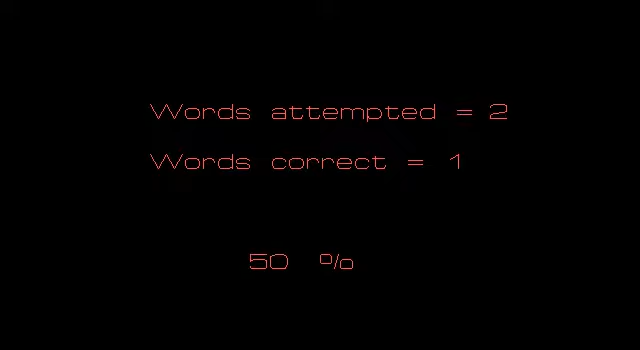 Words attempted = 2
Words correct = 1
50 %